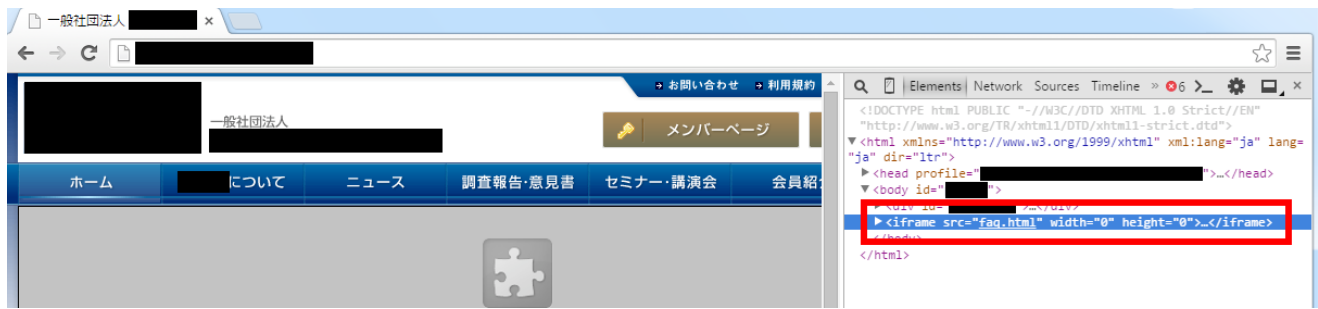 一般社団法人
お問い合わせ 利用規約
Elements Network Sources Timeline » 6
一般社団法人
メンバーページ
ホーム について ニュース 調査報告・意見書 セミナー・講演会 会員紹
<!DOCTYPE html PUBLIC "-//W3C//DTD XHTML 1.0 Strict//EN"
"http://www.w3.org/TR/xhtml1/DTD/xhtml1-strict.dtd">
▼<html xmlns="http://www.w3.org/1999/xhtml" xml:lang="ja" lang=
"ja" dir="ltr">
▶<head profile=" ">…</head>
▼<body id=" ">
▶<div id= >…</div>
▶<iframe src="faq.html" width="0" height="0">…</iframe>
</body>
</html>